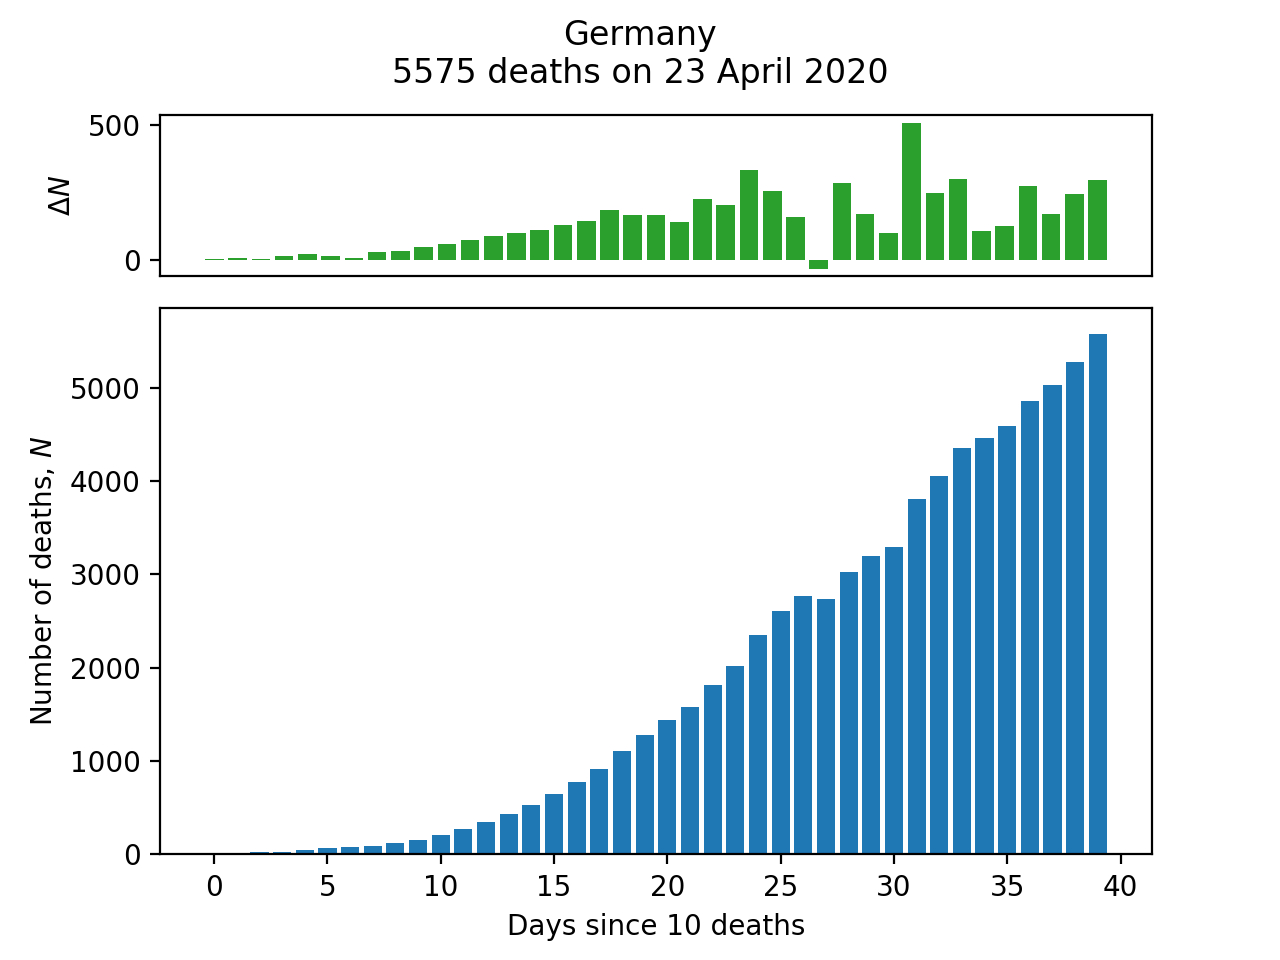 Germany
5575 deaths on 23 April 2020
500
0
ΔN
5000
4000
3000
2000
1000
0
Number of deaths, N
0 5 10 15 20 25 30 35 40
Days since 10 deaths